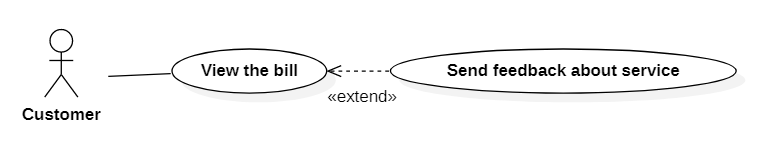 View the bill
Send feedback about service
«extend»
Customer